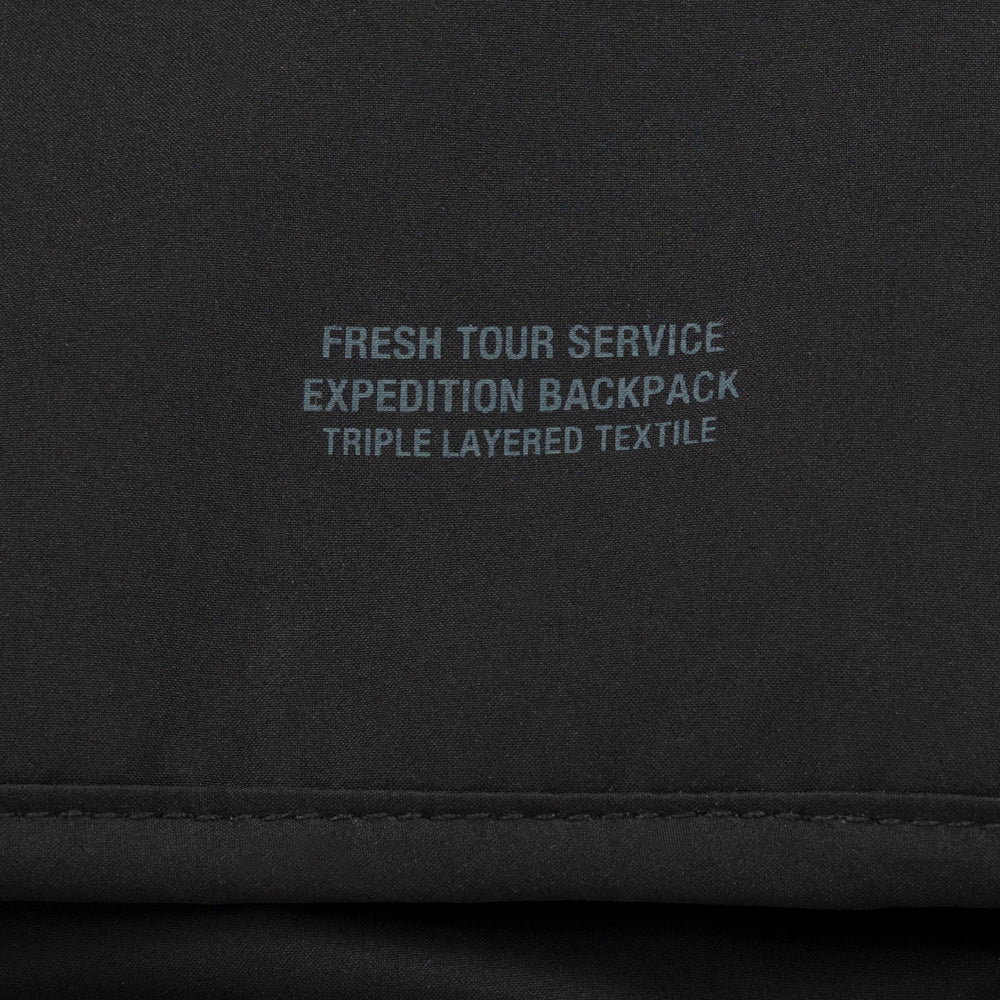 FRESH TOUR SERVICE
EXPEDITION BACKPACK
TRIPLE LAYERED TEXTILE